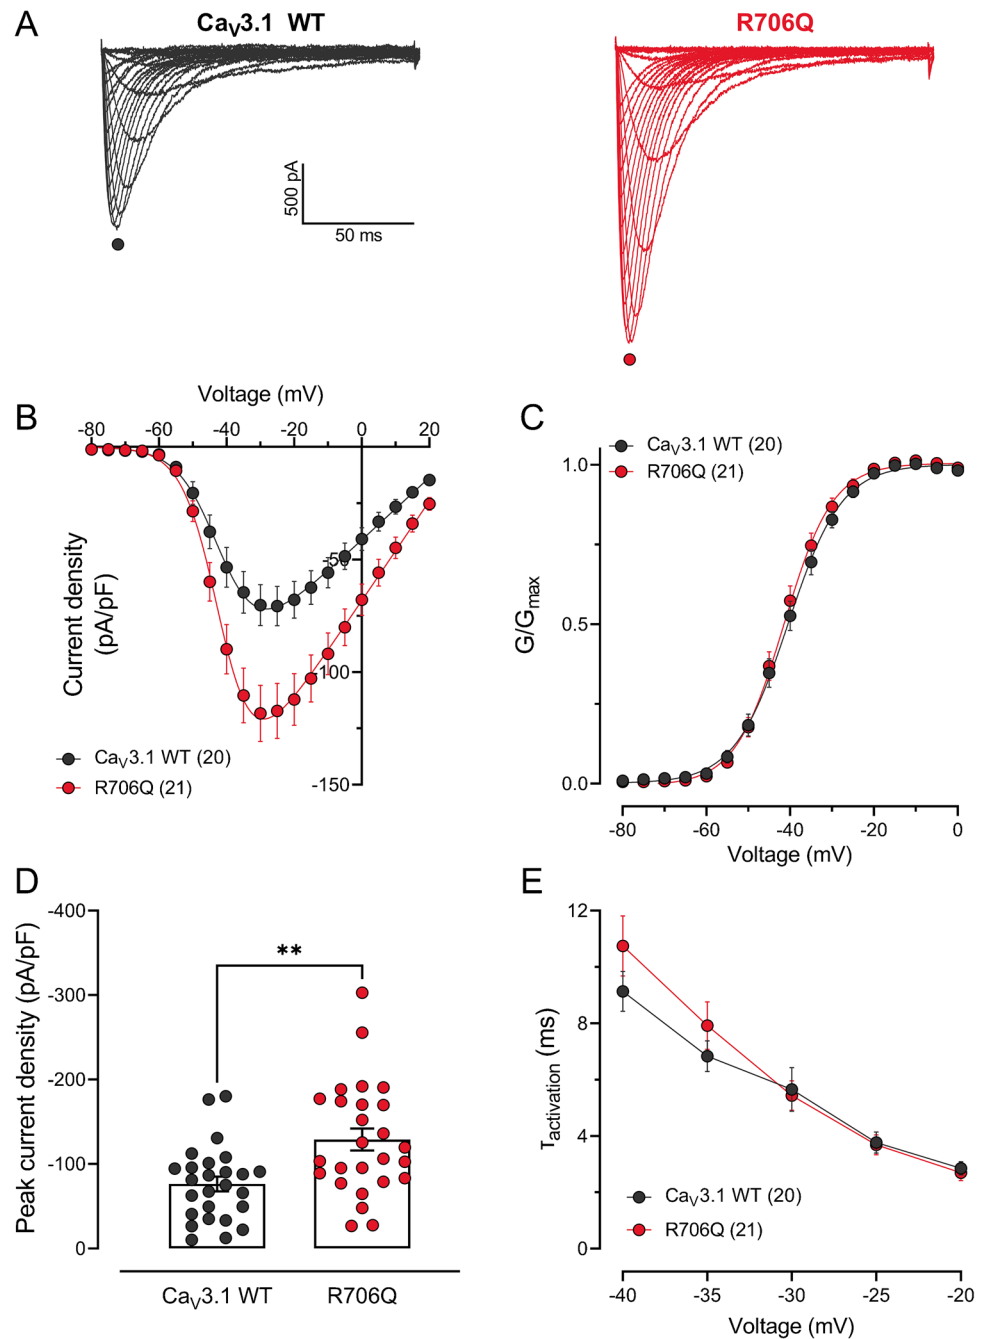 A
CaV3.1 WT
R706Q
500 pA
50 ms
B
Voltage (mV)
-80 -60 -40 -20 0 20
Current density
(pA/pF)
-50
-100
-150
CaV3.1 WT (20)
R706Q (21)
C
CaV3.1 WT (20)
R706Q (21)
G/Gmax
1.0
0.5
0.0
-80 -60 -40 -20 0
Voltage (mV)
D
Peak current density (pA/pF)
-400
-300
-200
-100
0
**
CaV3.1 WT R706Q
E
Τactivation (ms)
12
8
4
0
CaV3.1 WT (20)
R706Q (21)
-40 -35 -30 -25 -20
Voltage (mV)